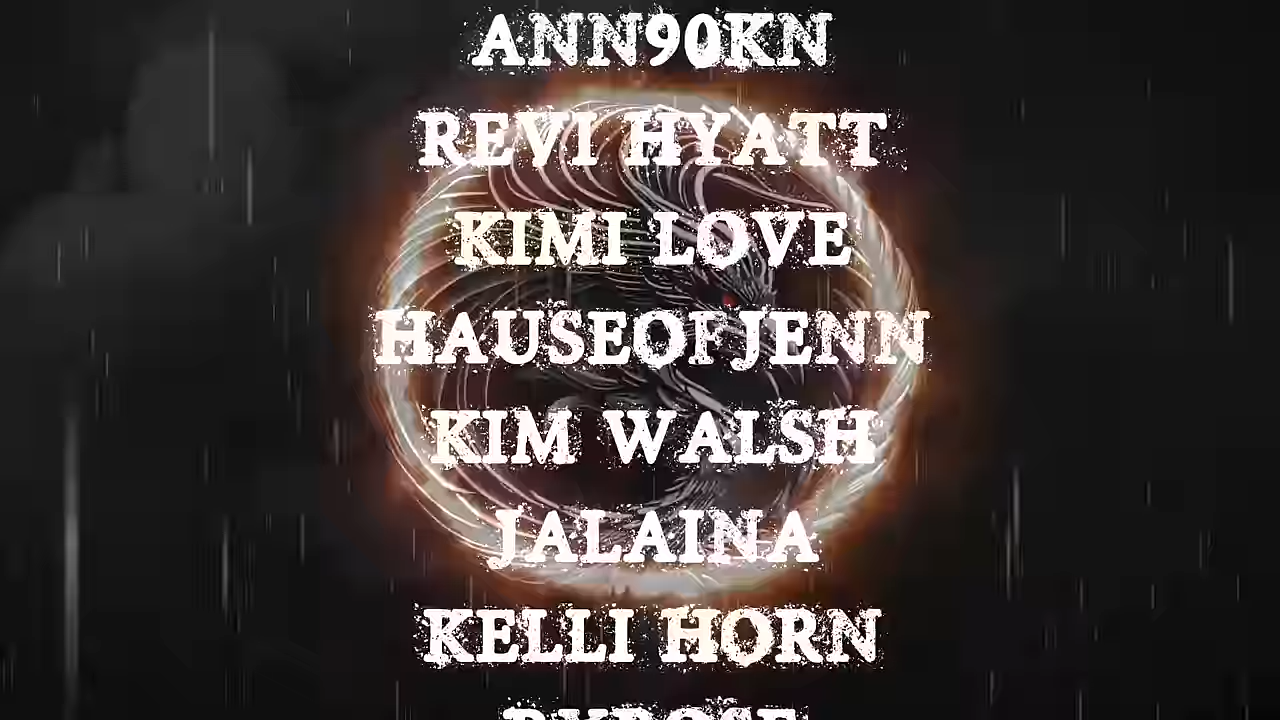 ANN90KN
REVI HYATT
KIMI LOVE
HAUSEOFJENN
KIM WALSH
JALAINA
KELLI HORN